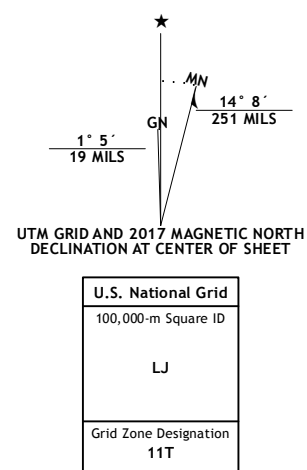 ★
MN
GN
14° 8´
251 MILS
1° 5´
19 MILS
UTM GRID AND 2017 MAGNETIC NORTH
DECLINATION AT CENTER OF SHEET
U.S. National Grid
100,000-m Square ID
LJ
Grid Zone Designation
11T